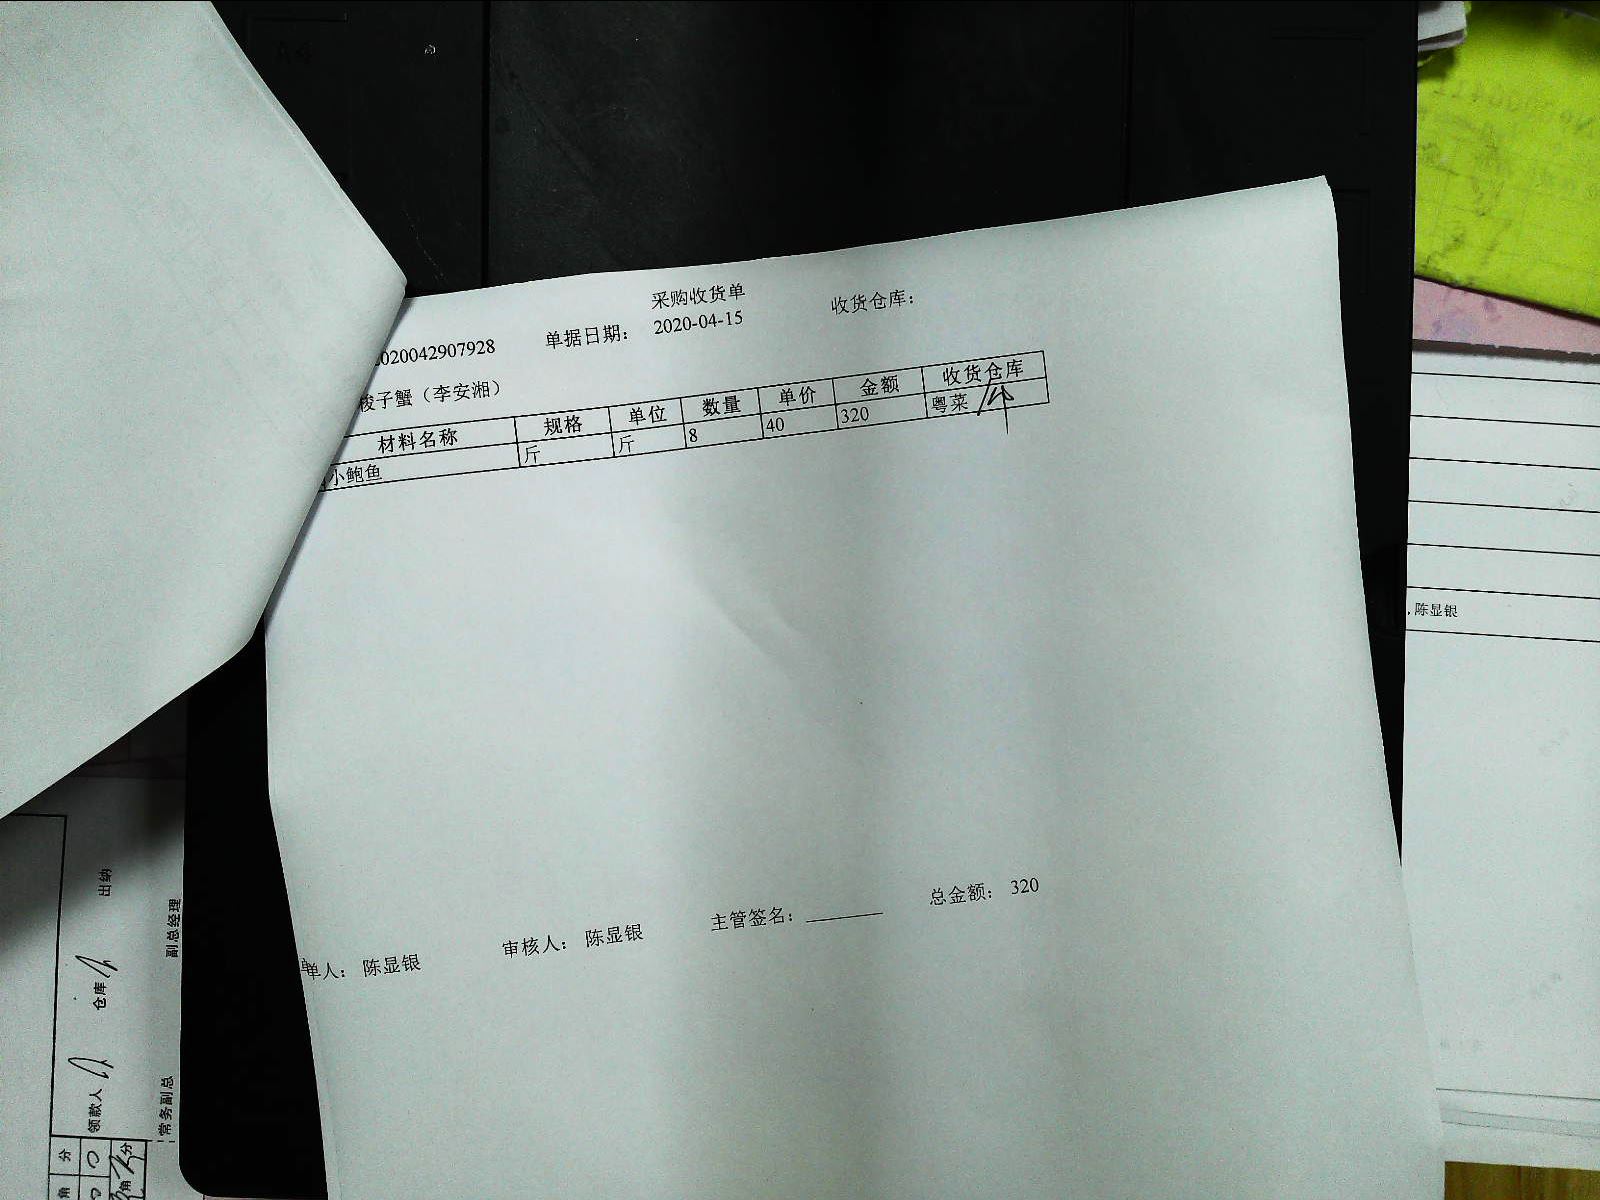 采购收货单
020042907928 单据日期： 2020-04-15 收货仓库：
梭子蟹（李安湘）
材料名称 规格 单位 数量 单价 金额 收货仓库
小鲍鱼 斤 斤 8 40 320 粤菜
单人： 陈显银 审核人： 陈显银 主管签名： 总金额： 320
陈显银
出纳
仓库
领款人
副总经理
常务副总
分
角
分
角